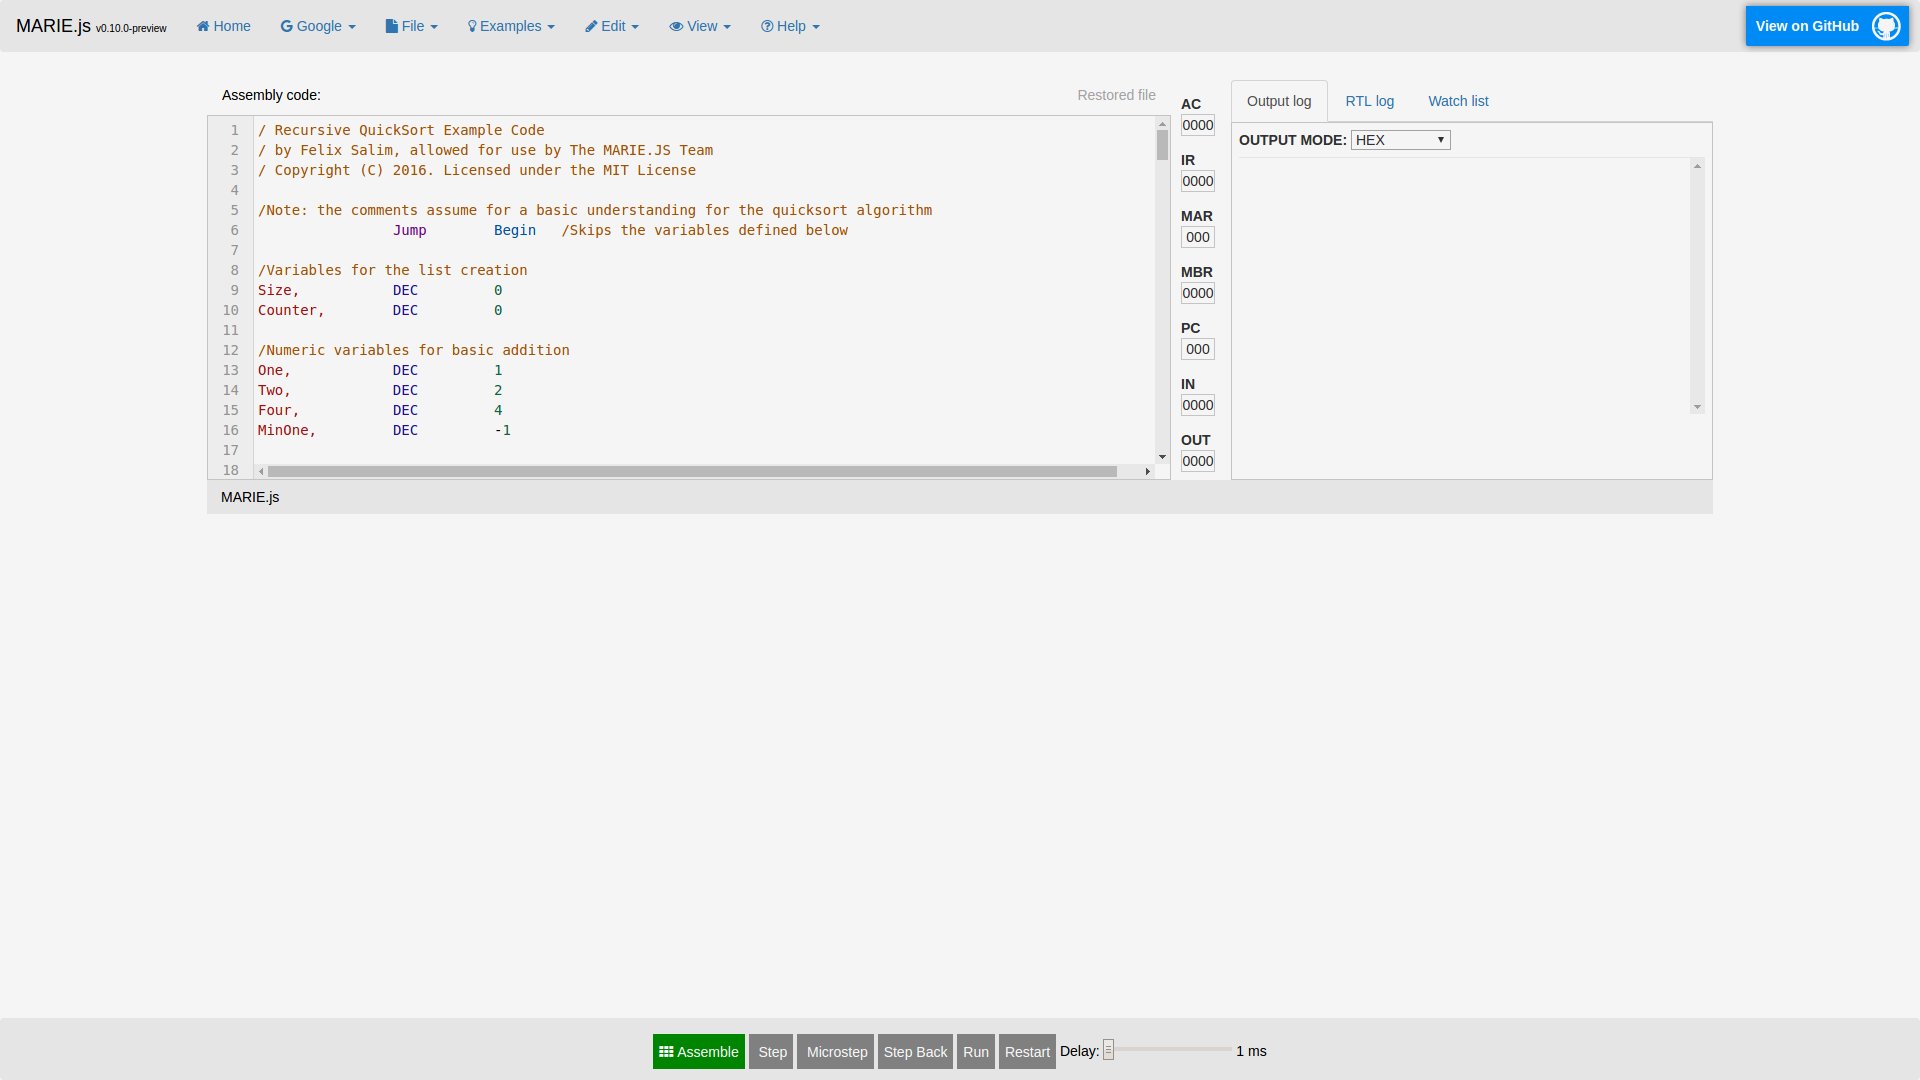 MARIE.js v0.10.0-preview Home Google File Examples Edit View Help View on GitHub
Assembly code: Restored file
1 / Recursive QuickSort Example Code
2 / by Felix Salim, allowed for use by The MARIE.JS Team
3 / Copyright (C) 2016. Licensed under the MIT License
4
5 /Note: the comments assume for a basic understanding for the quicksort algorithm
6 Jump Begin /Skips the variables defined below
7
8 /Variables for the list creation
9 Size, DEC 0
10 Counter, DEC 0
11
12 /Numeric variables for basic addition
13 One, DEC 1
14 Two, DEC 2
15 Four, DEC 4
16 MinOne, DEC -1
17
18
AC
0000
IR
0000
MAR
000
MBR
0000
PC
000
IN
0000
OUT
0000
Output log RTL log Watch list
OUTPUT MODE: HEX
MARIE.js
Assemble Step Microstep Step Back Run Restart Delay: 1 ms